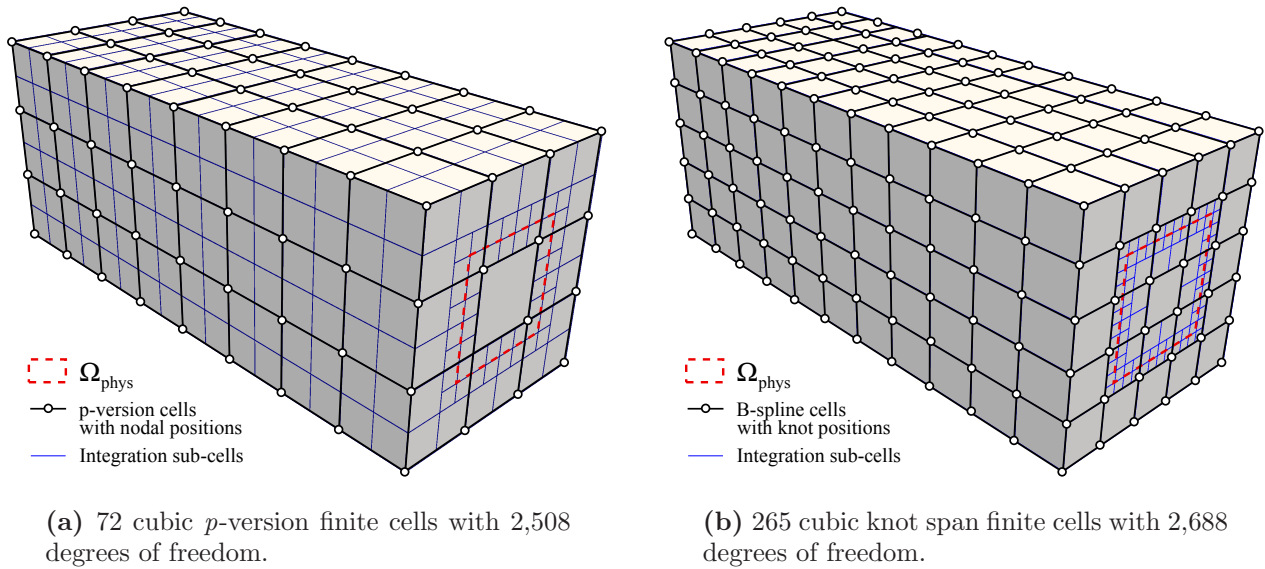 Ωphys
p-version cells
with nodal positions
Integration sub-cells
(a) 72 cubic p-version finite cells with 2,508
degrees of freedom.
Ωphys
B-spline cells
with knot positions
Integration sub-cells
(b) 265 cubic knot span finite cells with 2,688
degrees of freedom.